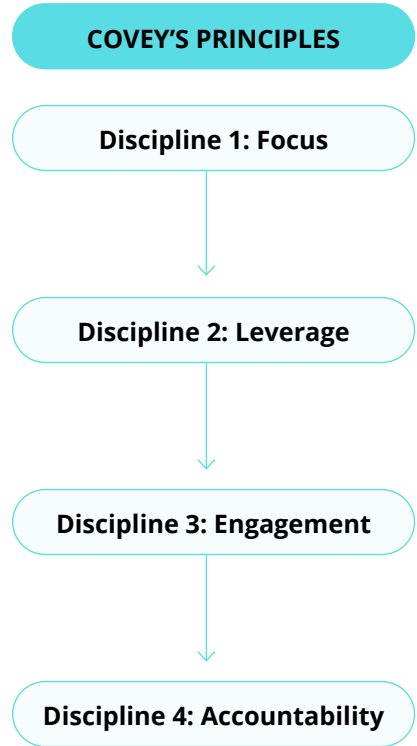 COVEY’S PRINCIPLES
Discipline 1: Focus
Discipline 2: Leverage
Discipline 3: Engagement
Discipline 4: Accountability